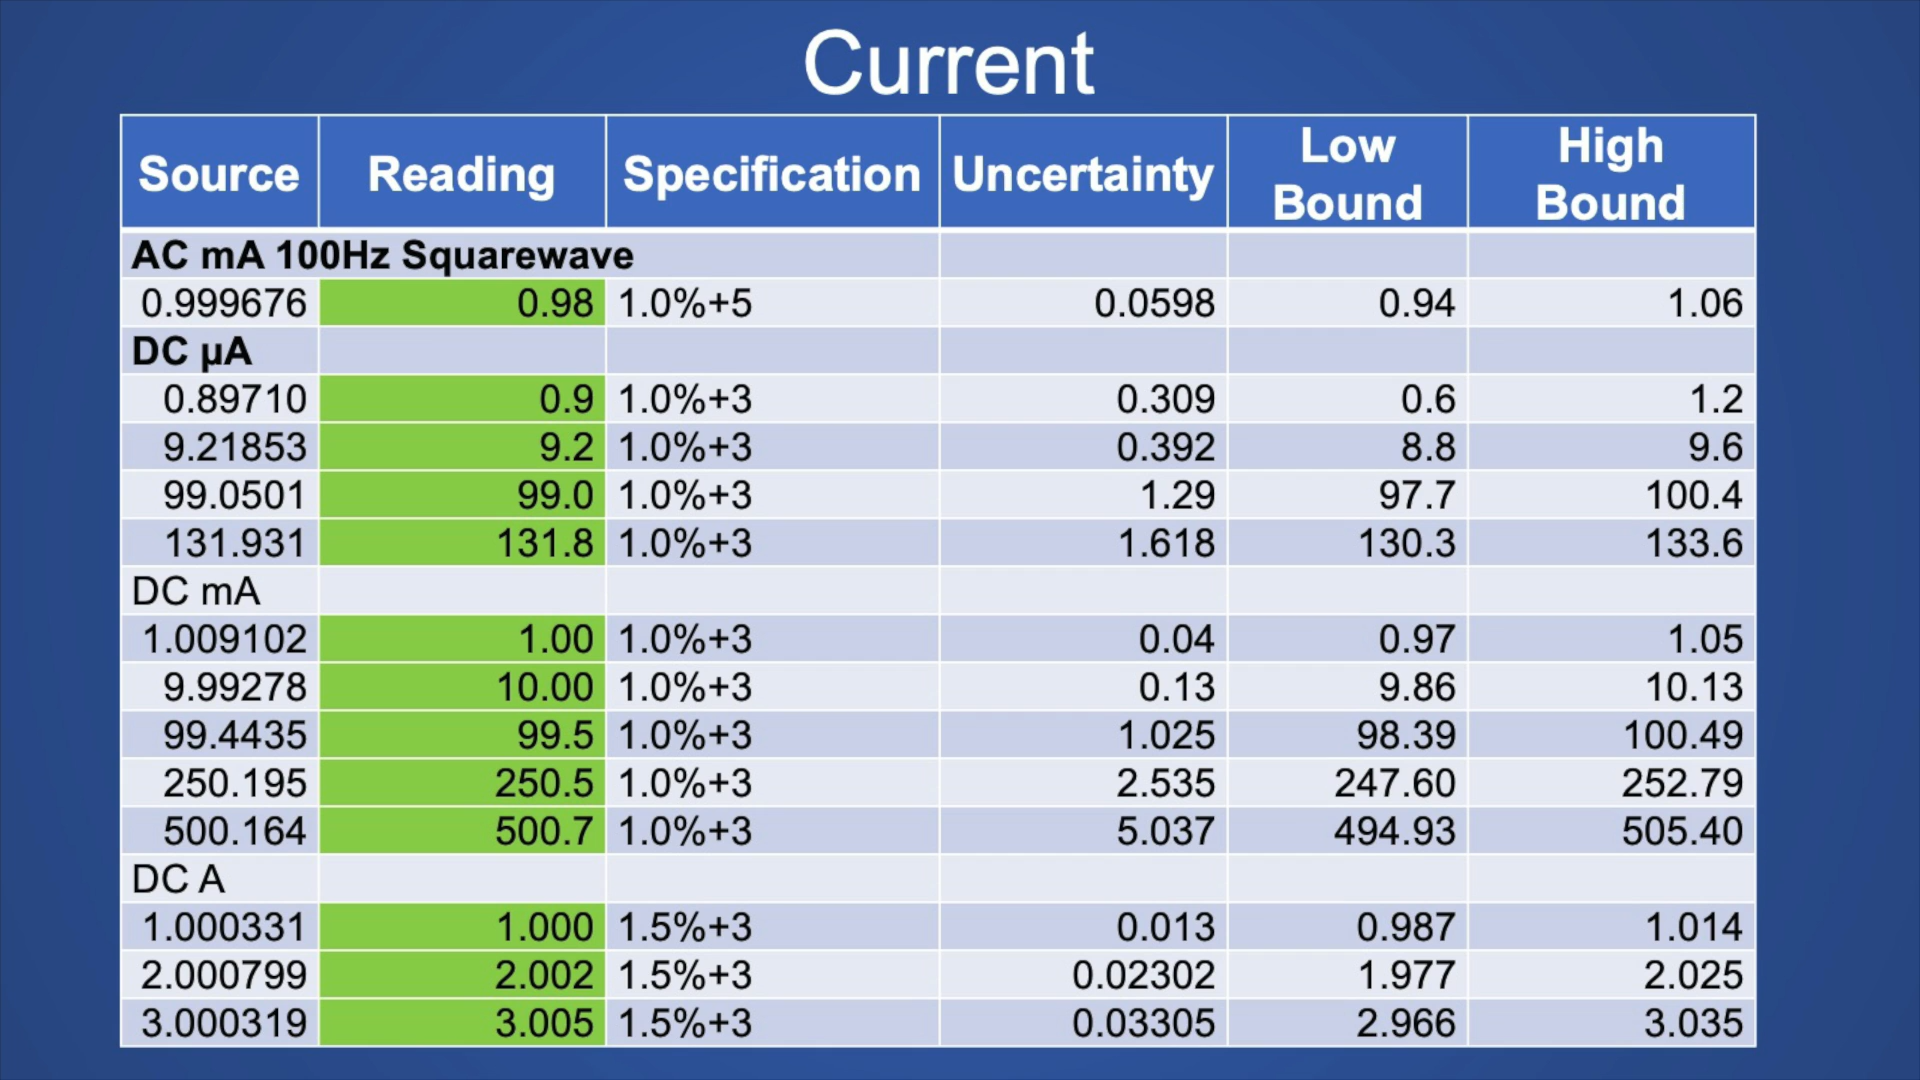 Current
Source Reading Specification Uncertainty Low Bound High Bound
AC mA 100Hz Squarewave
0.999676 0.98 1.0%+5 0.0598 0.94 1.06
DC µA
0.89710 0.9 1.0%+3 0.309 0.6 1.2
9.21853 9.2 1.0%+3 0.392 8.8 9.6
99.0501 99.0 1.0%+3 1.29 97.7 100.4
131.931 131.8 1.0%+3 1.618 130.3 133.6
DC mA
1.009102 1.00 1.0%+3 0.04 0.97 1.05
9.99278 10.00 1.0%+3 0.13 9.86 10.13
99.4435 99.5 1.0%+3 1.025 98.39 100.49
250.195 250.5 1.0%+3 2.535 247.60 252.79
500.164 500.7 1.0%+3 5.037 494.93 505.40
DC A
1.000331 1.000 1.5%+3 0.013 0.987 1.014
2.000799 2.002 1.5%+3 0.02302 1.977 2.025
3.000319 3.005 1.5%+3 0.03305 2.966 3.035